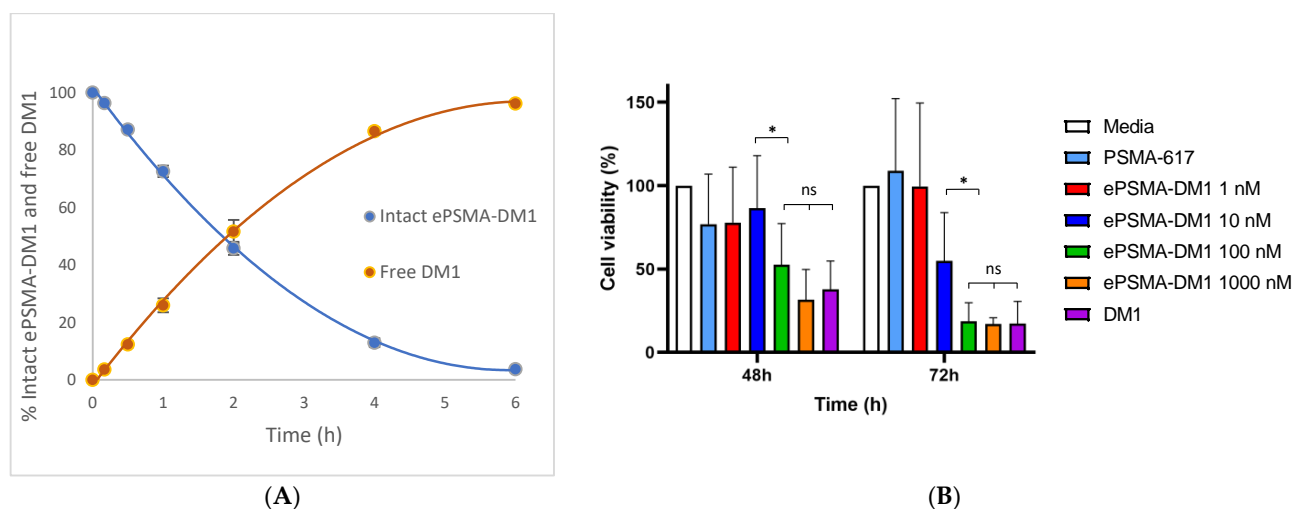 % Intact ePSMA-DM1 and free DM1
100
80
60
40
20
0
0 1 2 3 4 5 6
Time (h)
Intact ePSMA-DM1
Free DM1
(A)
Cell viability (%)
150
100
50
0
*
ns
*
ns
48h 72h
Time (h)
Media
PSMA-617
ePSMA-DM1 1 nM
ePSMA-DM1 10 nM
ePSMA-DM1 100 nM
ePSMA-DM1 1000 nM
DM1
(B)